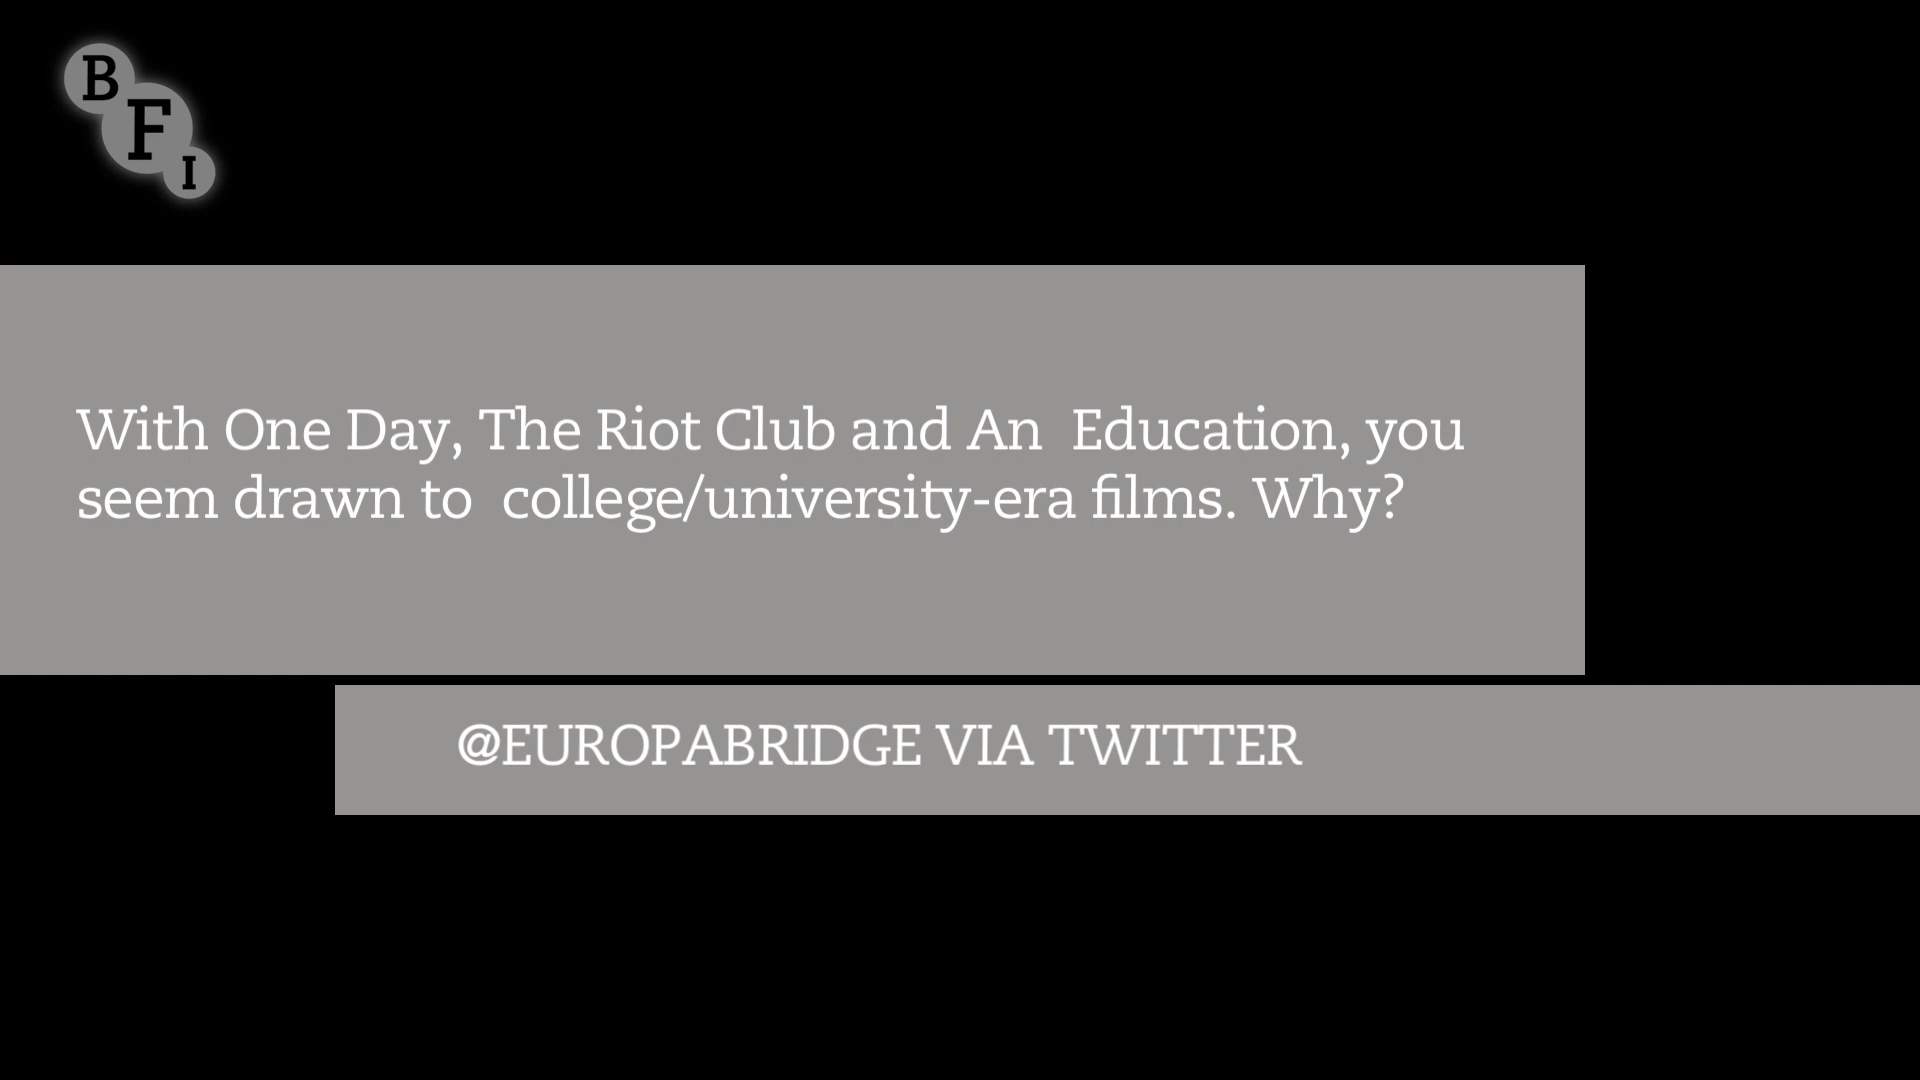 BFI
With One Day, The Riot Club and An  Education, you
seem drawn to  college/university-era films. Why?
@EUROPABRIDGE VIA TWITTER